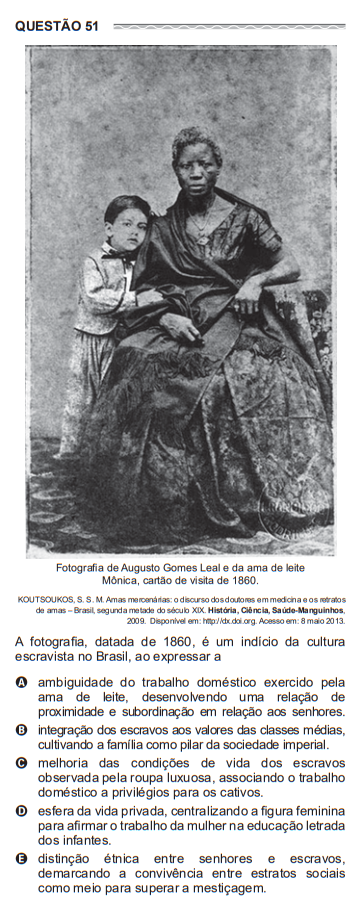 QUESTÃO 51
Fotografia de Augusto Gomes Leal e da ama de leite
Mônica, cartão de visita de 1860.
KOUTSOUKOS, S. S. M. Amas mercenárias: o discurso dos doutores em medicina e os retratos
de amas – Brasil, segunda metade do século XIX. História, Ciência, Saúde-Manguinhos,
2009. Disponível em: http://dx.doi.org. Acesso em: 8 maio 2013.
A fotografia, datada de 1860, é um indício da cultura
escravista no Brasil, ao expressar a
A ambiguidade do trabalho doméstico exercido pela
ama de leite, desenvolvendo uma relação de
proximidade e subordinação em relação aos senhores.
B integração dos escravos aos valores das classes médias,
cultivando a família como pilar da sociedade imperial.
C melhoria das condições de vida dos escravos
observada pela roupa luxuosa, associando o trabalho
doméstico a privilégios para os cativos.
D esfera da vida privada, centralizando a figura feminina
para afirmar o trabalho da mulher na educação letrada
dos infantes.
E distinção étnica entre senhores e escravos,
demarcando a convivência entre estratos sociais
como meio para superar a mestiçagem.